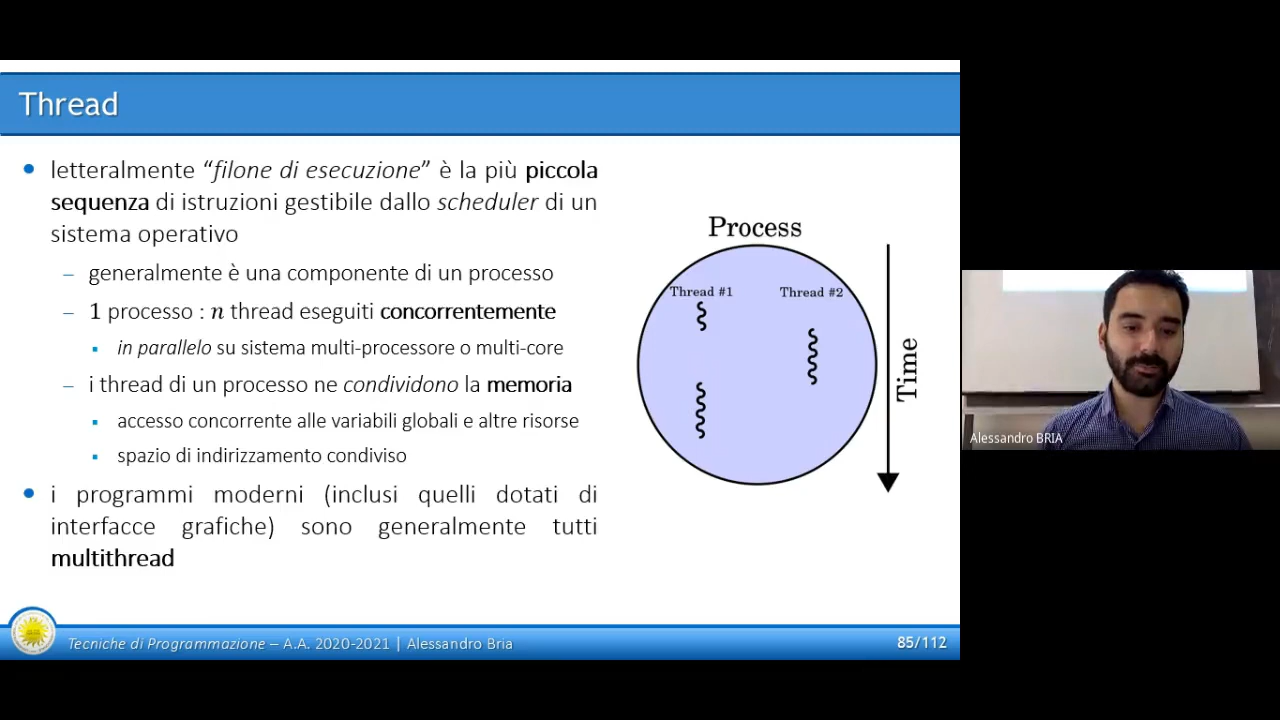 Thread
letteralmente “filone di esecuzione” è la più piccola
sequenza di istruzioni gestibile dallo scheduler di un
sistema operativo
– generalmente è una componente di un processo
– 1 processo : n thread eseguiti concorrentemente
▪ in parallelo su sistema multi-processore o multi-core
– i thread di un processo ne condividono la memoria
▪ accesso concorrente alle variabili globali e altre risorse
▪ spazio di indirizzamento condiviso
i programmi moderni (inclusi quelli dotati di
interfacce grafiche) sono generalmente tutti
multithread
Process
Thread #1
Thread #2
Time
Alessandro BRIA
Tecniche di Programmazione – A.A. 2020-2021 | Alessandro Bria
85/112